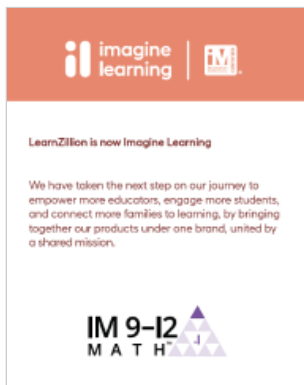 imagine
learning
IM
LearnZillion is now Imagine Learning
We have taken the next step on our journey to
empower more educators, engage more students,
and connect more families to learning, by bringing
together our products under one brand, united by
a shared mission.
IM 9–12
MATH™